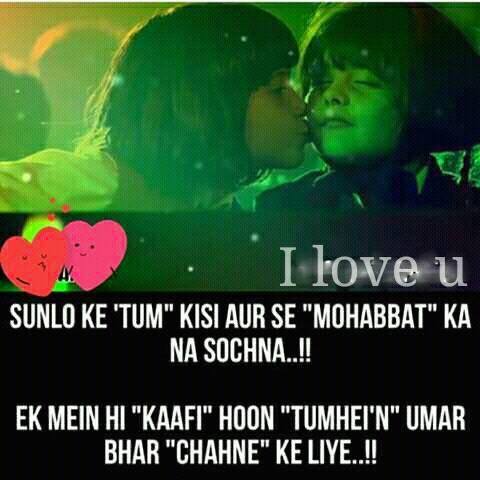 I love u
SUNLO KE 'TUM" KISI AUR SE "MOHABBAT" KA
NA SOCHNA..!!
EK MEIN HI "KAAFI" HOON "TUMHEI'N" UMAR
BHAR "CHAHNE" KE LIYE..!!